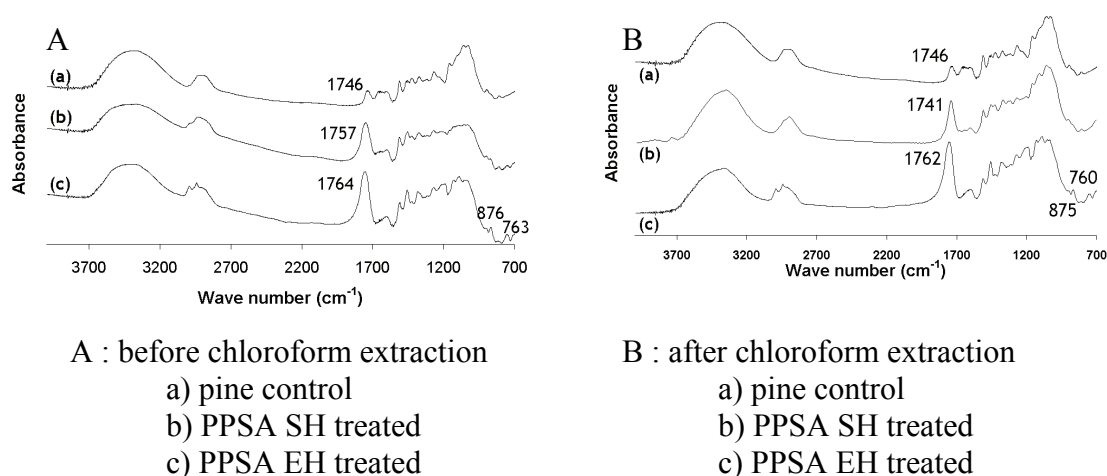 A
(a)
1746
(b)
1757
(c)
1764
876
763
Absorbance
3700 3200 2700 2200 1700 1200 700
Wave number (cm⁻¹)
B
(a)
1746
1741
(b)
1762
760
875
(c)
Absorbance
3700 3200 2700 2200 1700 1200 700
Wave number (cm⁻¹)
A : before chloroform extraction
a) pine control
b) PPSA SH treated
c) PPSA EH treated
B : after chloroform extraction
a) pine control
b) PPSA SH treated
c) PPSA EH treated